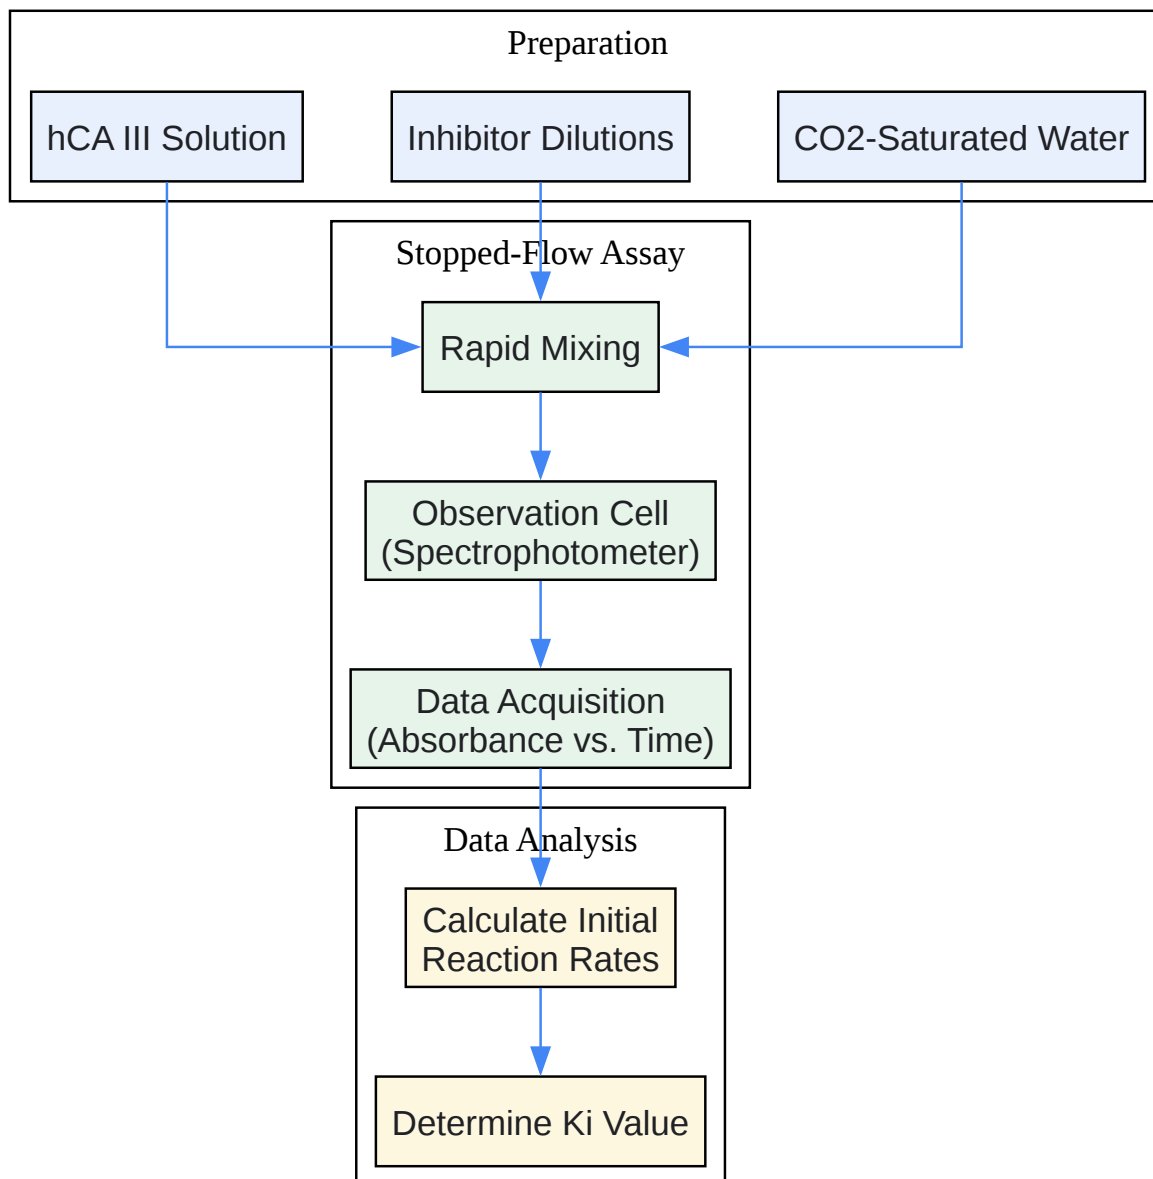 Preparation
hCA III Solution
Inhibitor Dilutions
CO2-Saturated Water
Stopped-Flow Assay
Rapid Mixing
Observation Cell
(Spectrophotometer)
Data Acquisition
(Absorbance vs. Time)
Data Analysis
Calculate Initial
Reaction Rates
Determine Ki Value